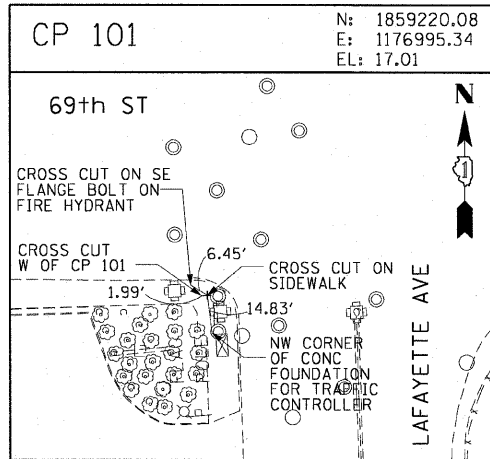 CP 101
N: 1859220.08
E: 1176995.34
EL: 17.01
69th ST
N
1
CROSS CUT ON SE
FLANGE BOLT ON
FIRE HYDRANT
CROSS CUT
W OF CP 101
6.45'
1.99'
CROSS CUT ON
SIDEWALK
14.83'
NW CORNER
OF CONC
FOUNDATION
FOR TRAFFIC
CONTROLLER
LAFAYETTE AVE